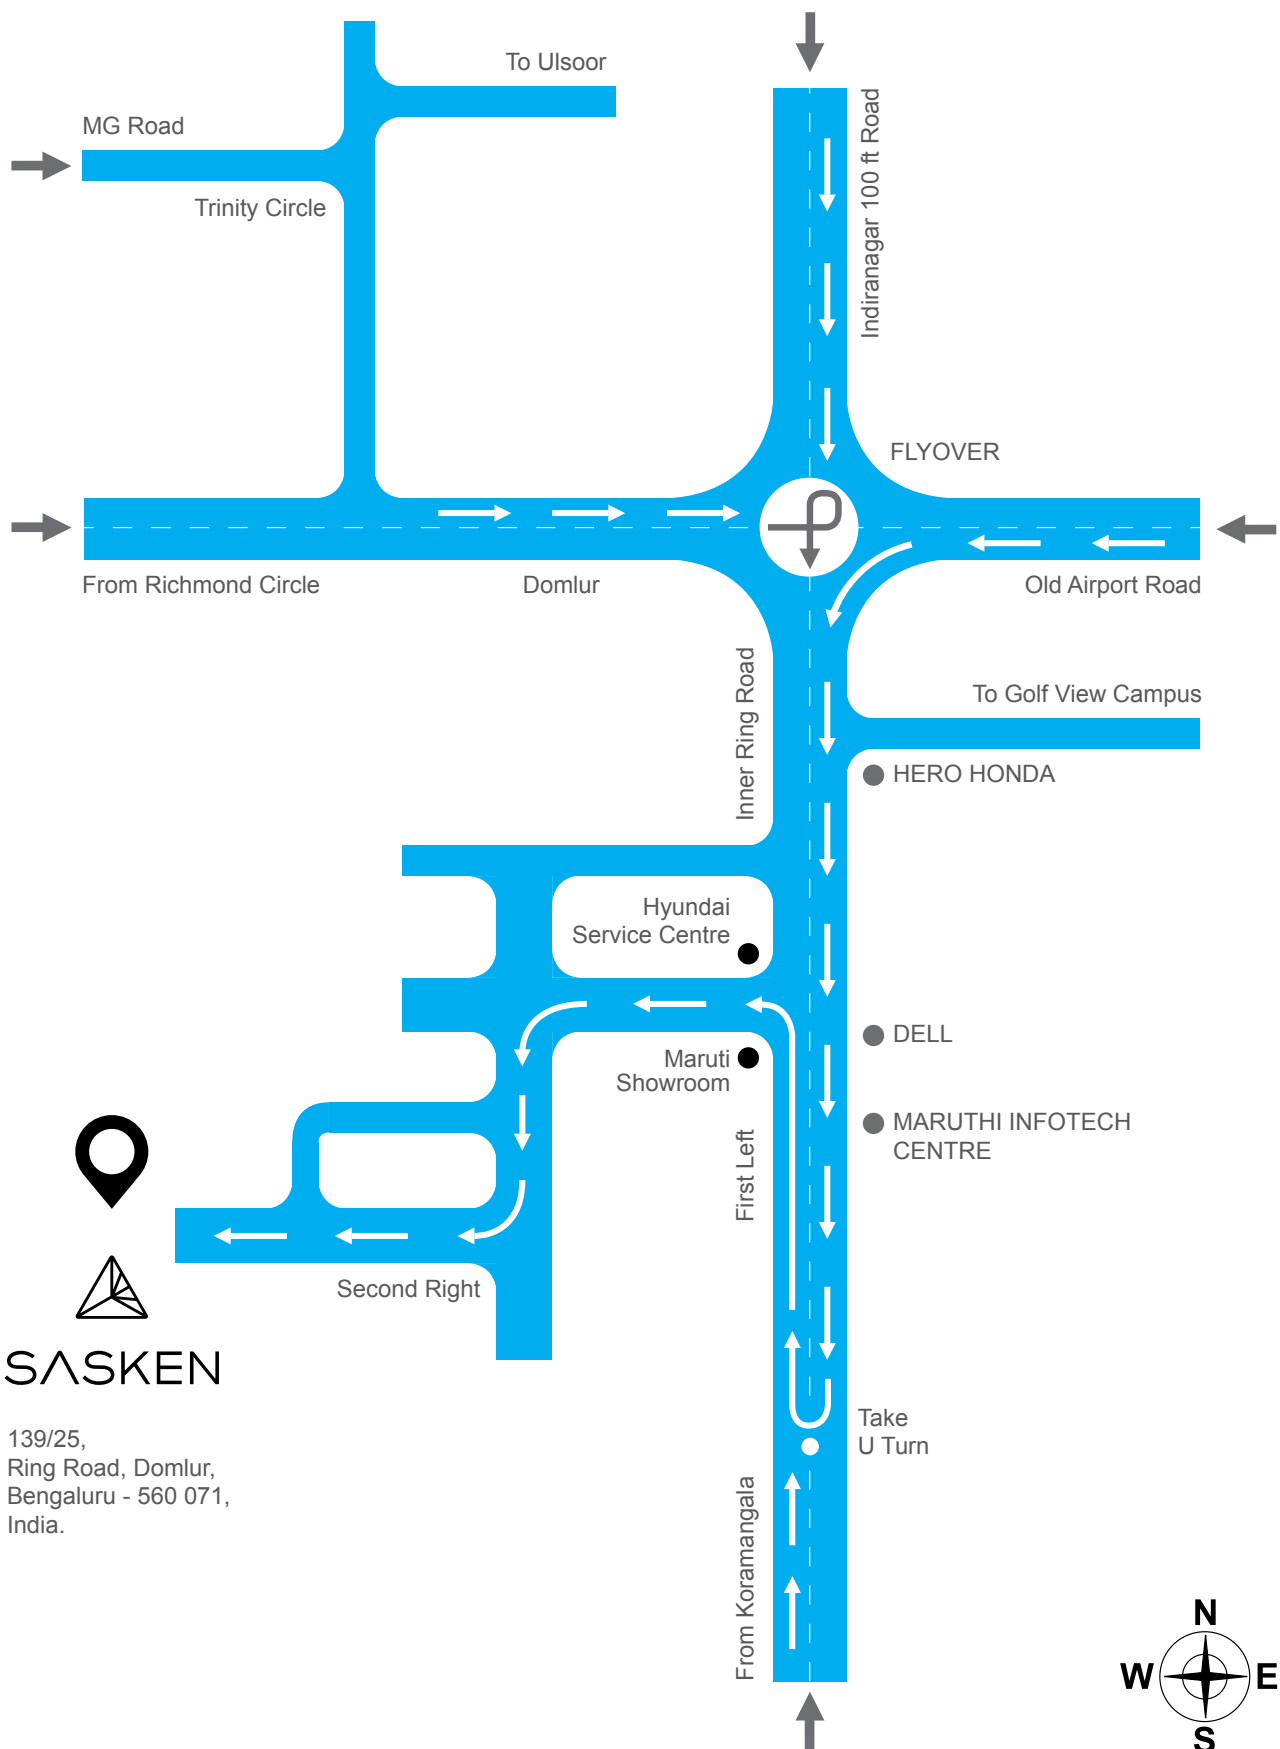 To Ulsoor
MG Road
Trinity Circle
Indiranagar 100 ft Road
FLYOVER
From Richmond Circle
Domlur
Old Airport Road
Inner Ring Road
To Golf View Campus
HERO HONDA
Hyundai
Service Centre
DELL
Maruti
Showroom
MARUTHI INFOTECH
CENTRE
First Left
Second Right
SASKEN
139/25,
Ring Road, Domlur,
Bengaluru - 560 071,
India.
Take
U Turn
From Koramangala
N
W
E
S